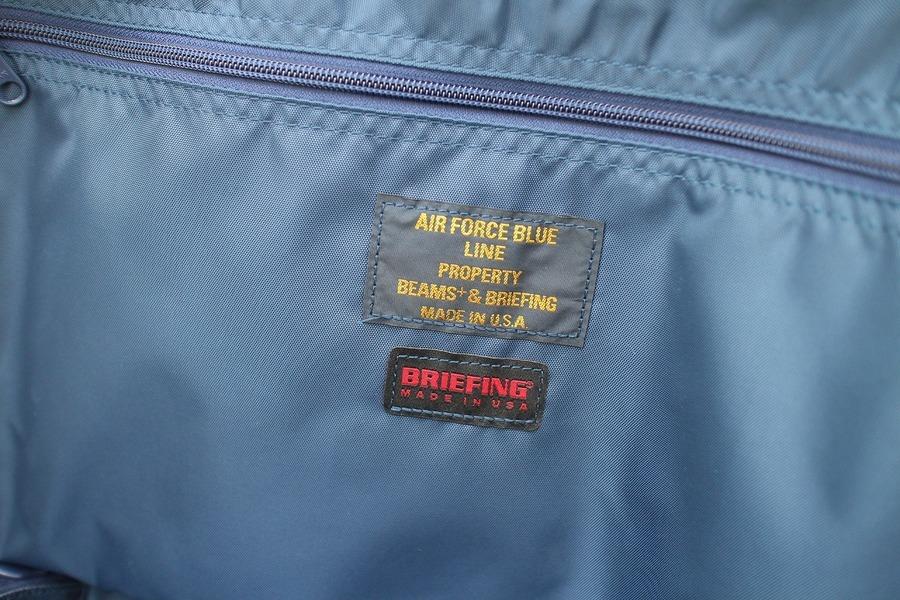 AIR FORCE BLUE
LINE
PROPERTY
BEAMS+ & BRIEFING
MADE IN U.S.A.
BRIEFING®
MADE IN USA